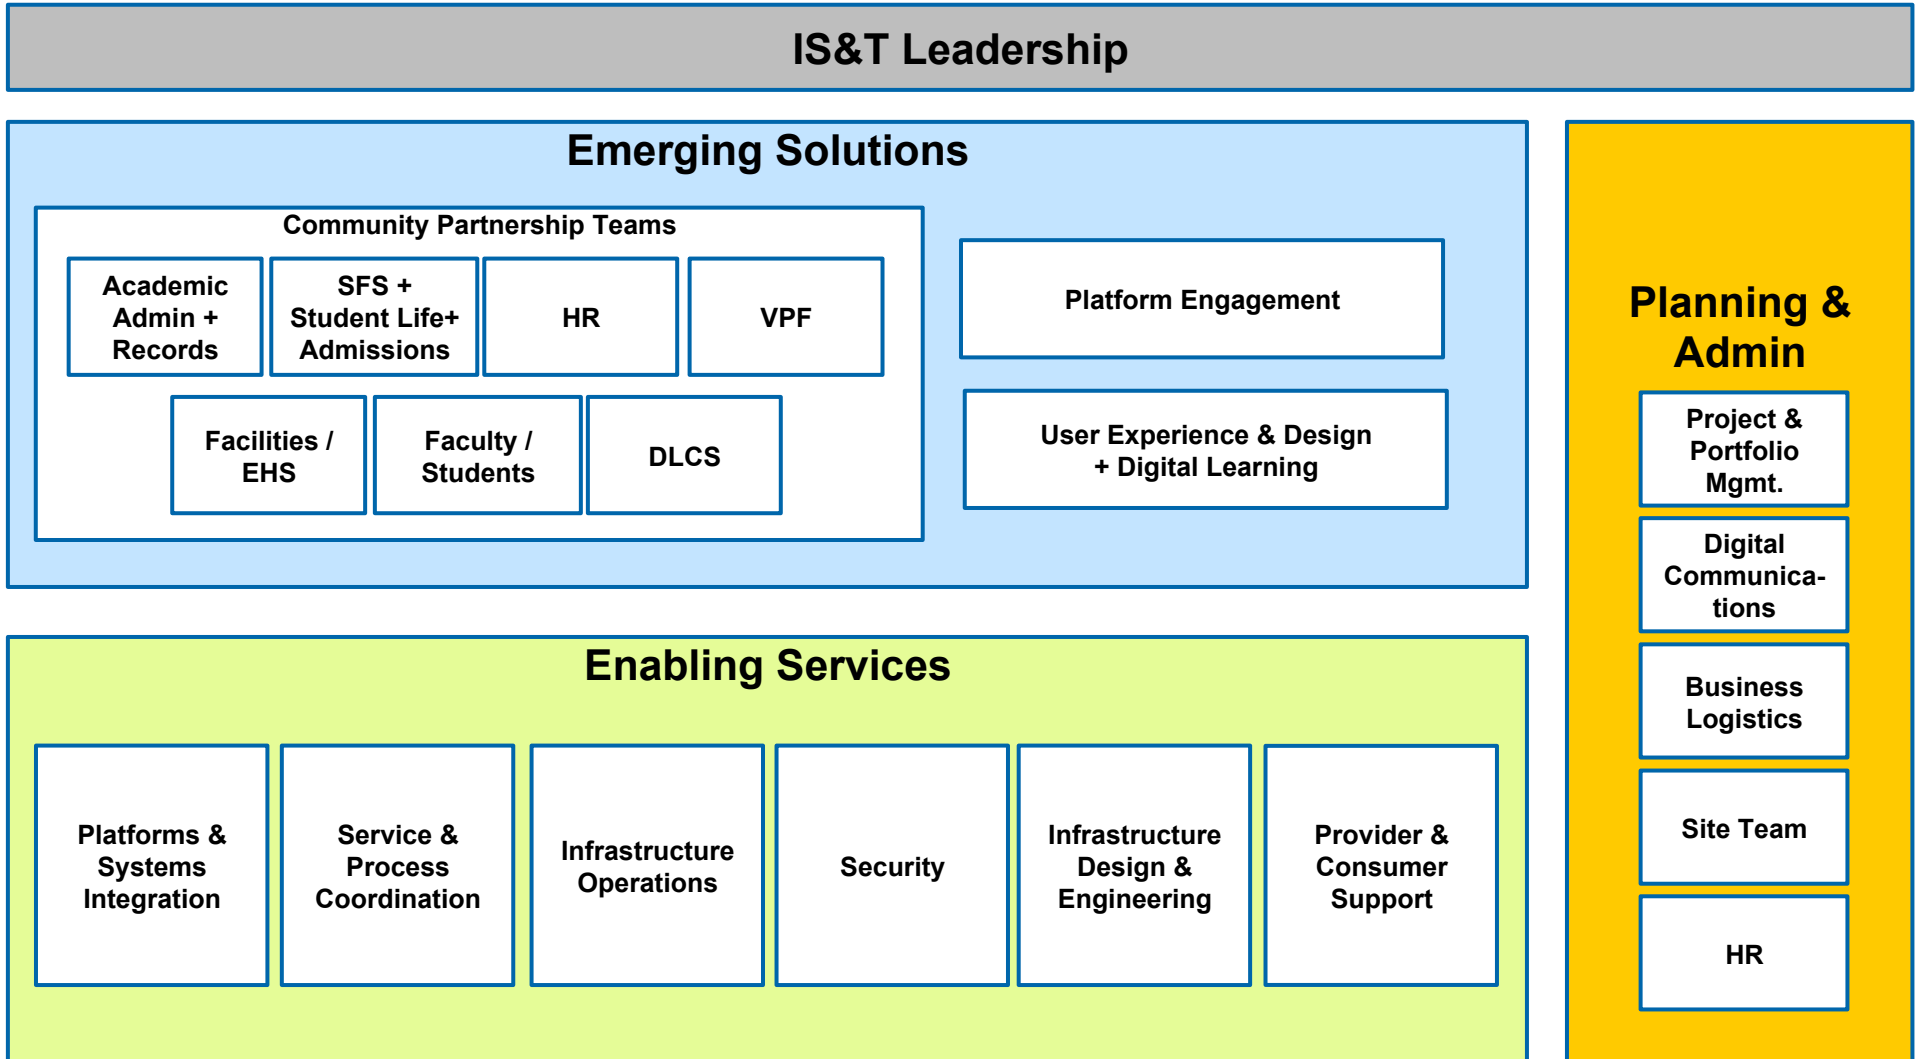 IS&T Leadership
Emerging Solutions
Community Partnership Teams
Academic
Admin +
Records
SFS +
Student Life+
Admissions
HR
VPF
Facilities /
EHS
Faculty /
Students
DLCS
Platform Engagement
User Experience & Design
+ Digital Learning
Enabling Services
Platforms &
Systems
Integration
Service &
Process
Coordination
Infrastructure
Operations
Security
Infrastructure
Design &
Engineering
Provider &
Consumer
Support
Planning &
Admin
Project &
Portfolio
Mgmt.
Digital
Communica-
tions
Business
Logistics
Site Team
HR